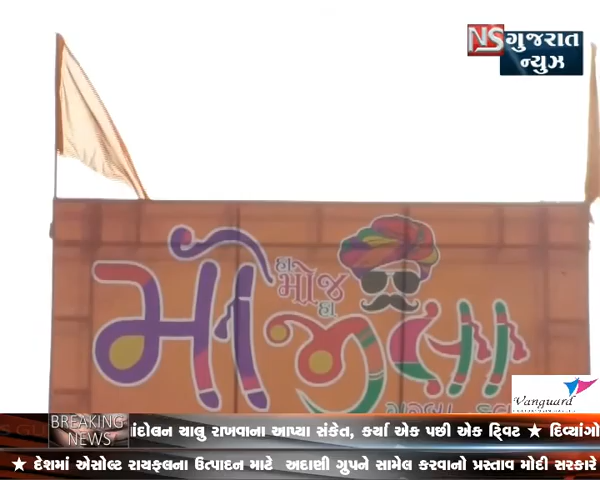 NS ગુજરાત
ન્યુઝ
હા
મોજ
હા
મોજીલા
Vanguard
BREAKING
NEWS
ંદોલન ચાલુ રાખવાના આપ્યા સંકેત, કર્યા એક પછી એક ટ્વિટ ★ દિવ્યાંગો
★ દેશમાં એસોલ્ટ રાયફલના ઉત્પાદન માટે અદાણી ગ્રુપને સામેલ કરવાનો પ્રસ્તાવ મોદી સરકારે